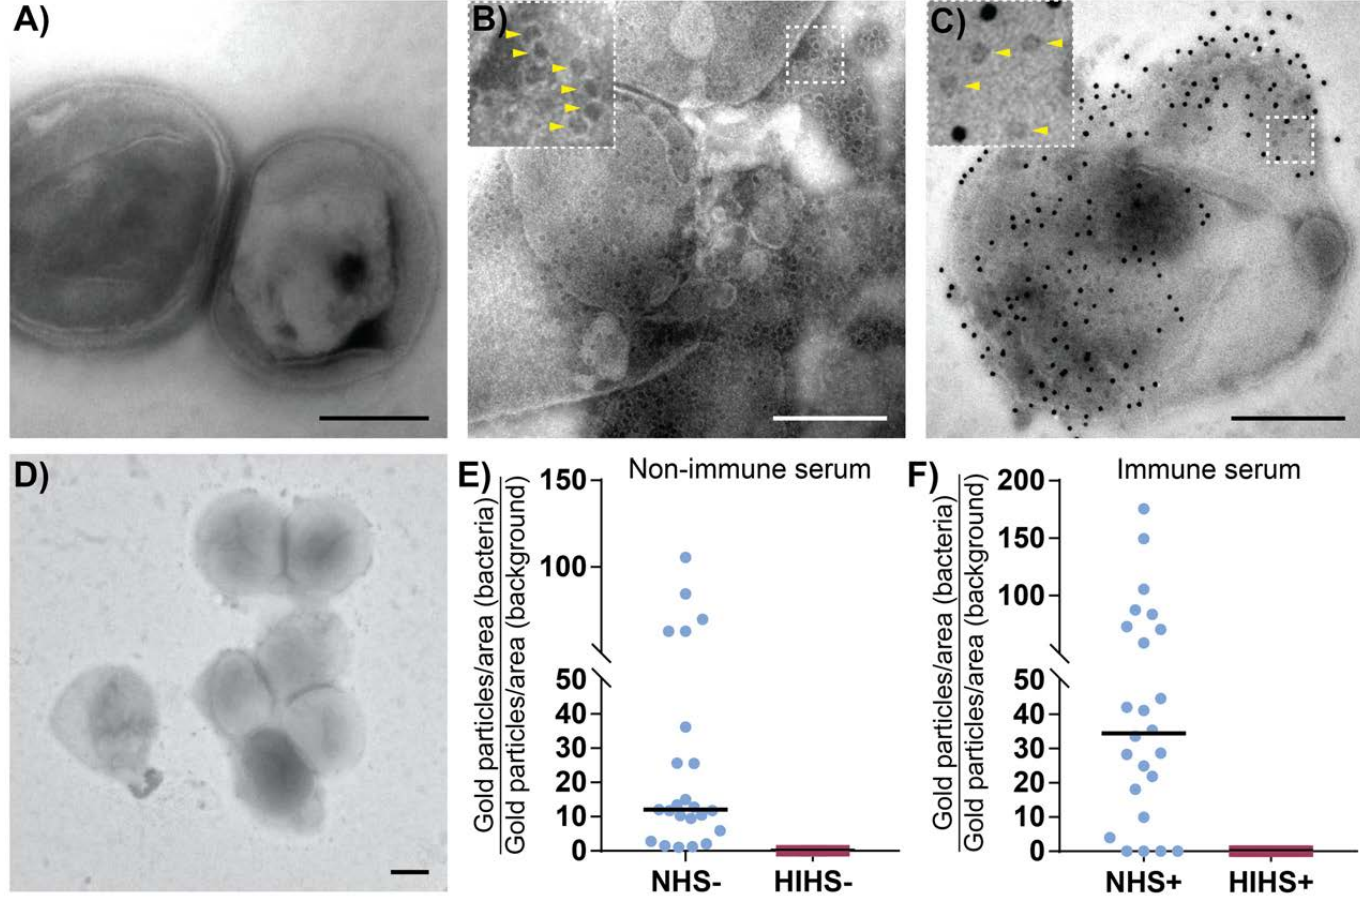 A)
B)
C)
D)
E)
Non-immune serum
Gold particles/area (bacteria)
Gold particles/area (background)
150
100
50
40
30
20
10
0
NHS-
HIHS-
F)
Immune serum
Gold particles/area (bacteria)
Gold particles/area (background)
200
150
100
50
40
30
20
10
0
NHS+
HIHS+